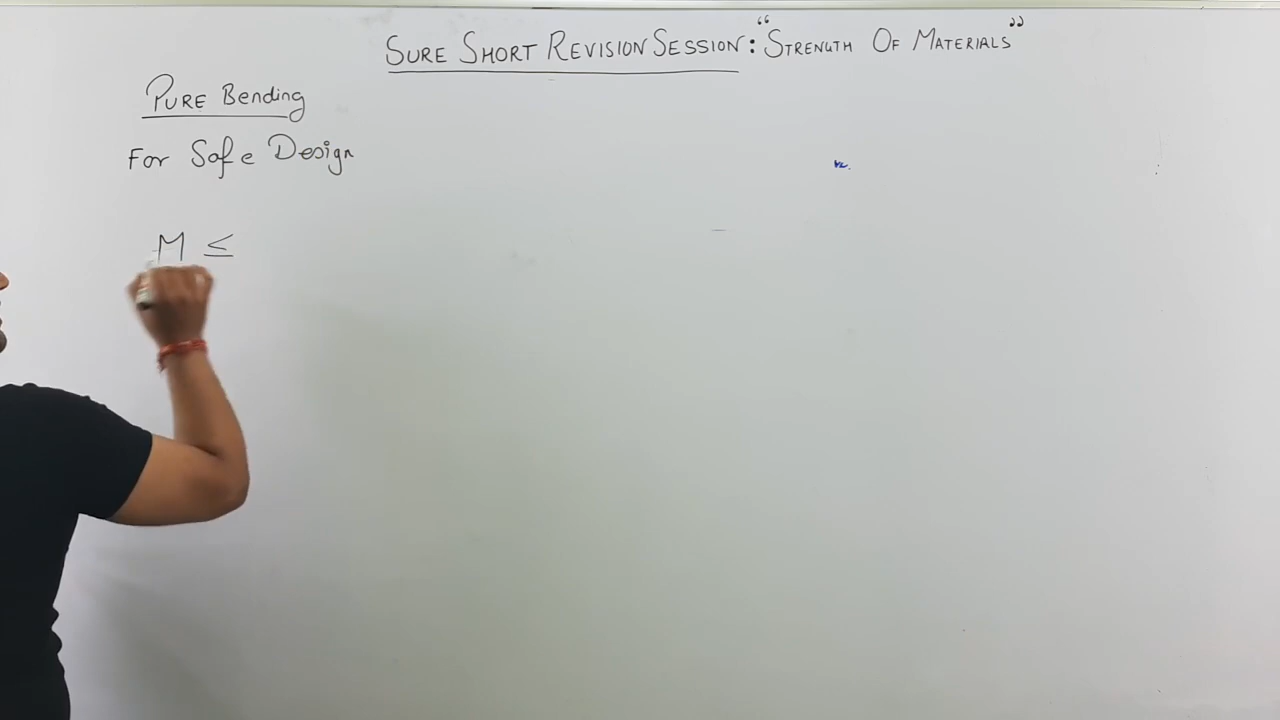 SURE SHORT REVISION SESSION: "STRENGTH OF MATERIALS"
PURE Bending
For Safe Design
M ≤